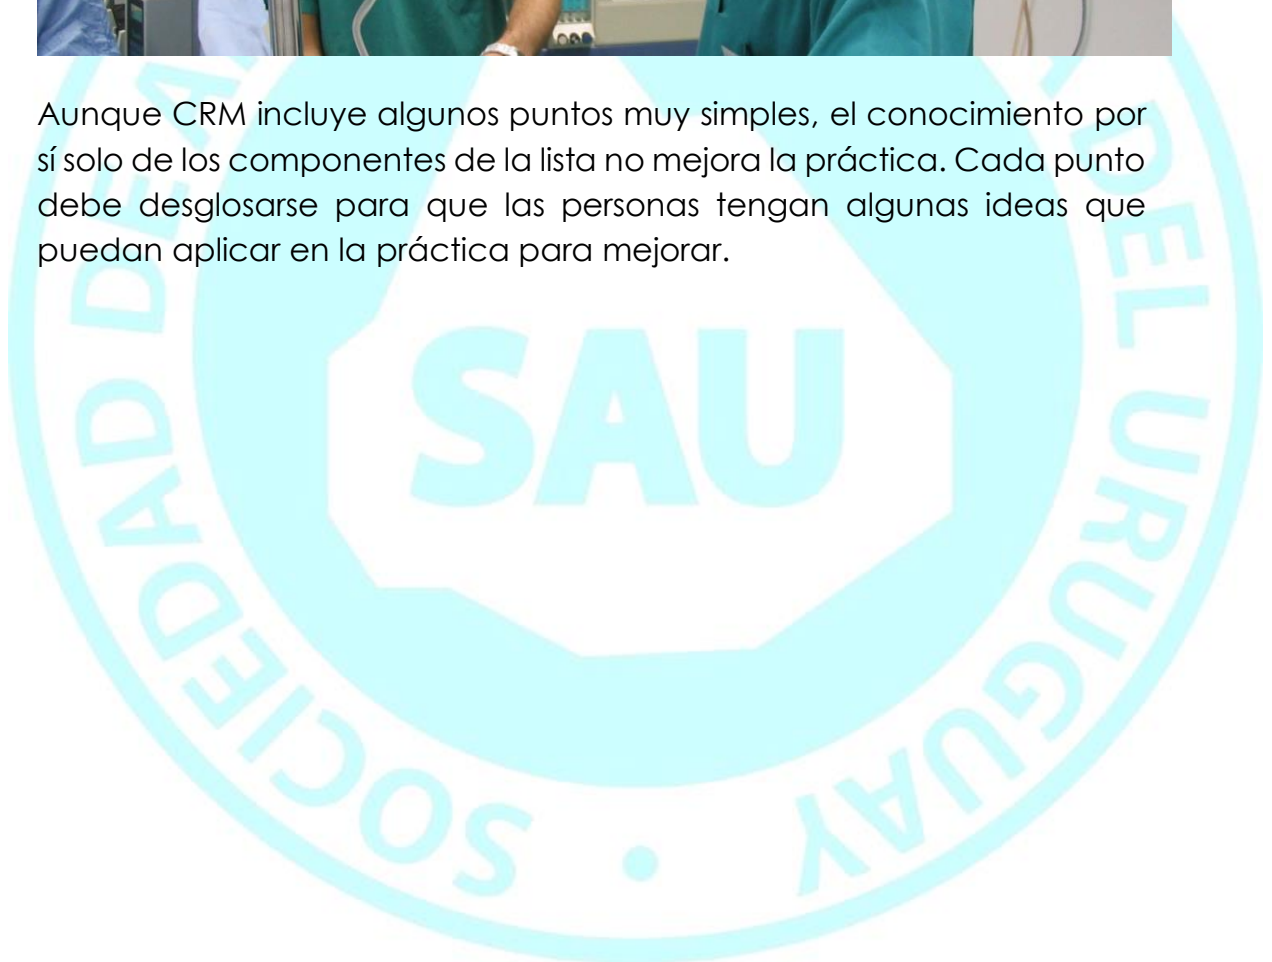 Aunque CRM incluye algunos puntos muy simples, el conocimiento por
sí solo de los componentes de la lista no mejora la práctica. Cada punto
debe desglosarse para que las personas tengan algunas ideas que
puedan aplicar en la práctica para mejorar.
SAU
SOCIEDAD DE
DEL URUGUAY